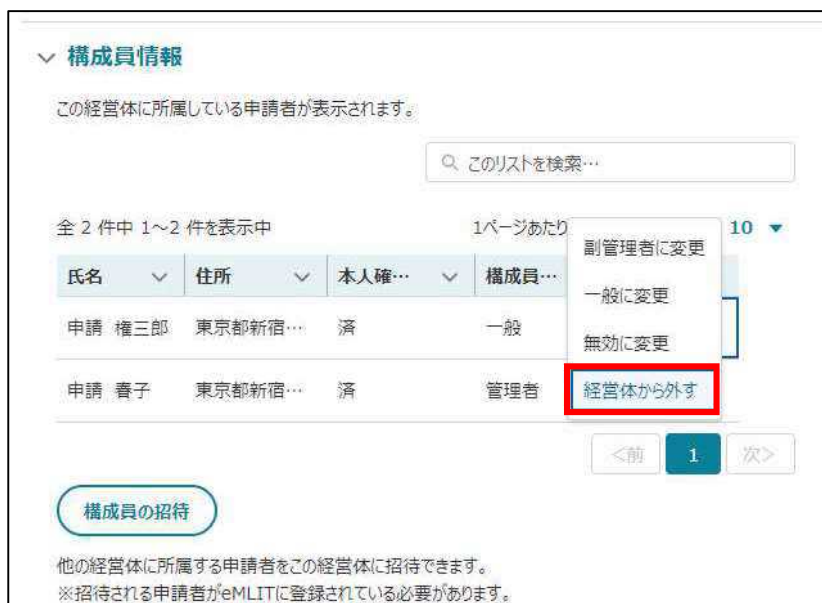 構成員情報
この経営体に所属している申請者が表示されます。
このリストを検索…
全 2 件中 1～2 件を表示中
1ページあたり
10
氏名 住所 本人確… 構成員…
申請 権三郎 東京都新宿… 済 一般
申請 春子 東京都新宿… 済 管理者
副管理者に変更
一般に変更
無効に変更
経営体から外す
<前 1 次>
構成員の招待
他の経営体に所属する申請者をこの経営体に招待できます。
※招待される申請者がeMLITに登録されている必要があります。